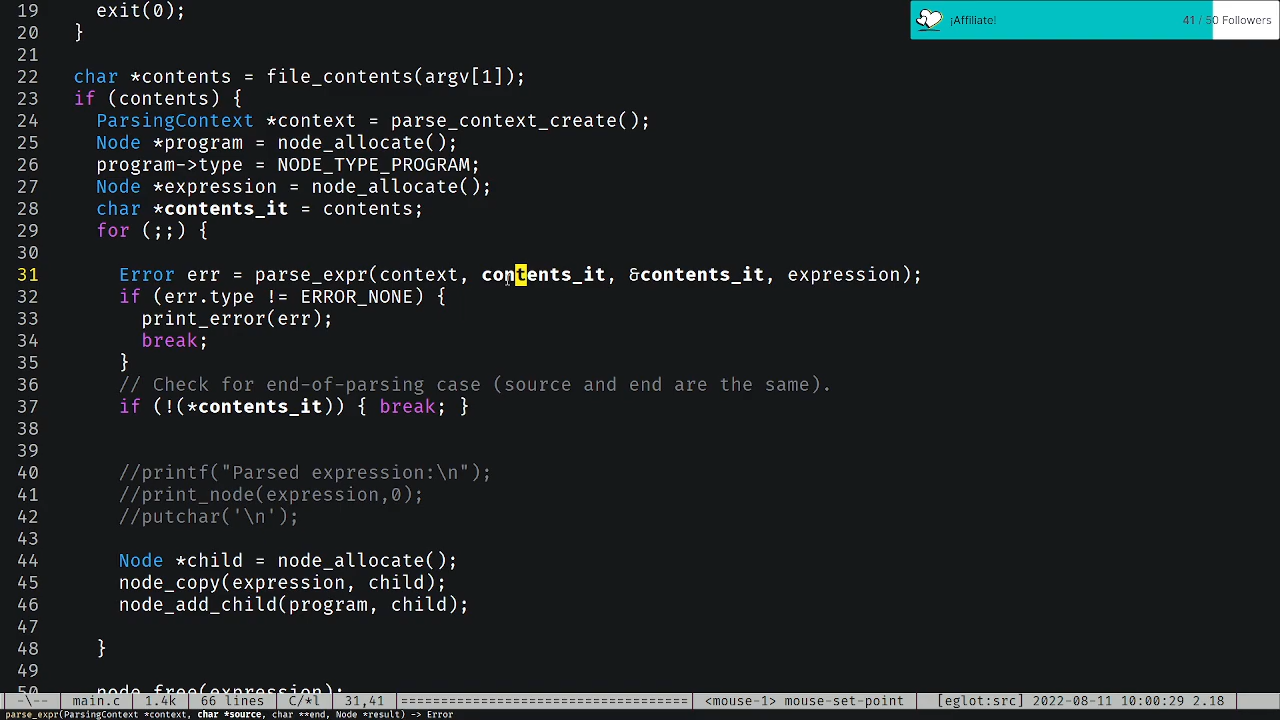 19 exit(0);
20 }
21
22 char *contents = file_contents(argv[1]);
23 if (contents) {
24 ParsingContext *context = parse_context_create();
25 Node *program = node_allocate();
26 program->type = NODE_TYPE_PROGRAM;
27 Node *expression = node_allocate();
28 char *contents_it = contents;
29 for (;;) {
30
31 Error err = parse_expr(context, contents_it, &contents_it, expression);
32 if (err.type != ERROR_NONE) {
33 print_error(err);
34 break;
35 }
36 // Check for end-of-parsing case (source and end are the same).
37 if (!(*contents_it)) { break; }
38
39
40 //printf("Parsed expression:\n");
41 //print_node(expression,0);
42 //putchar('\n');
43
44 Node *child = node_allocate();
45 node_copy(expression, child);
46 node_add_child(program, child);
47
48 }
49
50 node_free(expression);
¡Affiliate! 41 / 50 Followers
-\-- main.c 1.4k 66 lines C/*l 31,41 ================================ <mouse-1> mouse-set-point [eglot:src] 2022-08-11 10:00:29 2.18
parse_expr(ParsingContext *context, char *source, char **end, Node *result) -> Error